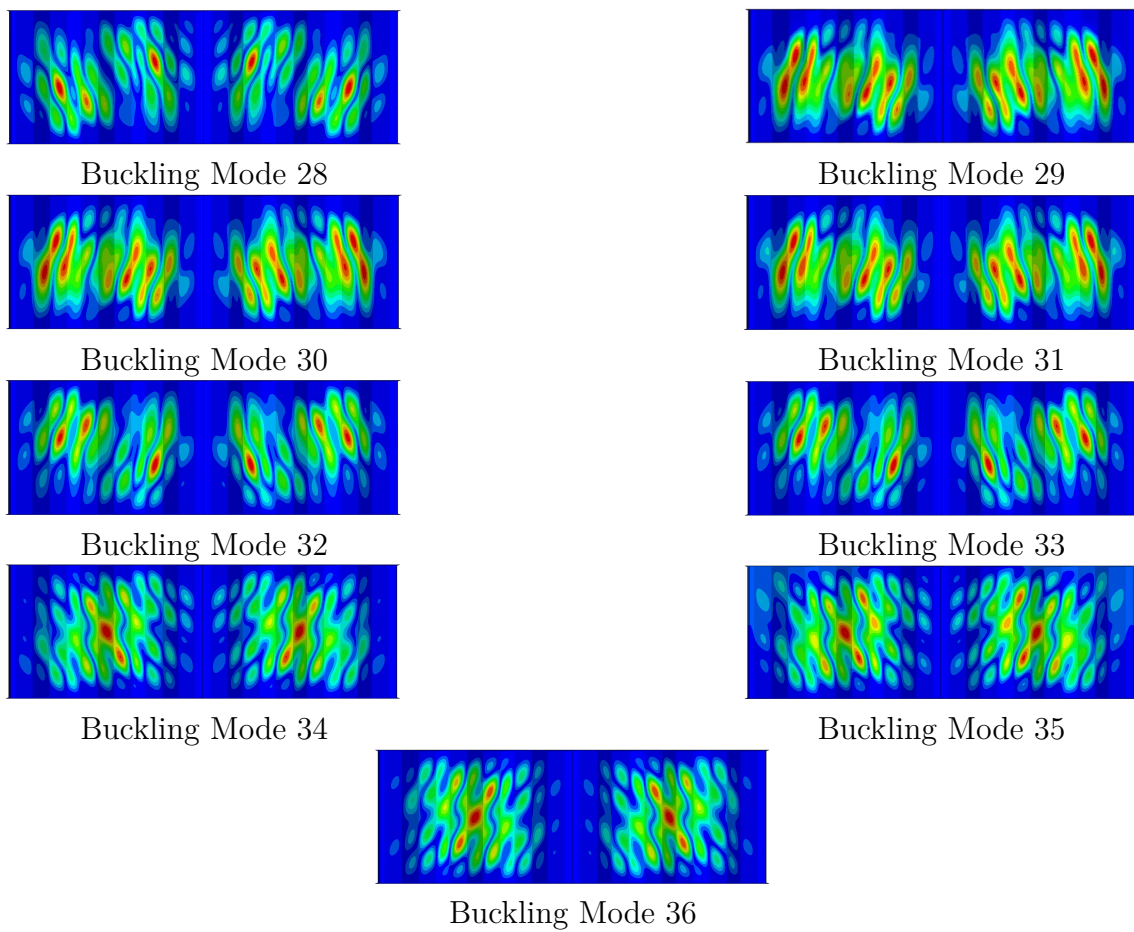 Buckling Mode 28
Buckling Mode 29
Buckling Mode 30
Buckling Mode 31
Buckling Mode 32
Buckling Mode 33
Buckling Mode 34
Buckling Mode 35
Buckling Mode 36